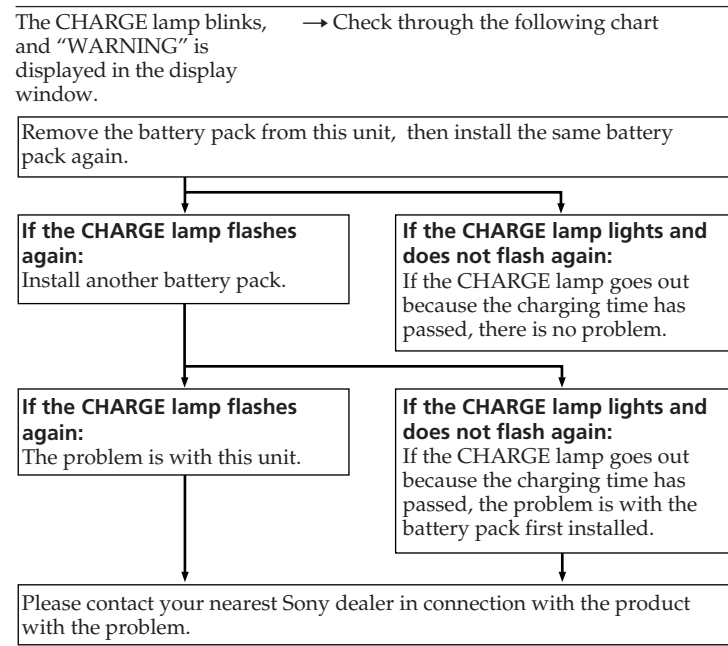 The CHARGE lamp blinks,
and “WARNING” is
displayed in the display
window.
→ Check through the following chart
Remove the battery pack from this unit, then install the same battery
pack again.
If the CHARGE lamp flashes
again:
Install another battery pack.
If the CHARGE lamp lights and
does not flash again:
If the CHARGE lamp goes out
because the charging time has
passed, there is no problem.
If the CHARGE lamp flashes
again:
The problem is with this unit.
If the CHARGE lamp lights and
does not flash again:
If the CHARGE lamp goes out
because the charging time has
passed, the problem is with the
battery pack first installed.
Please contact your nearest Sony dealer in connection with the product
with the problem.